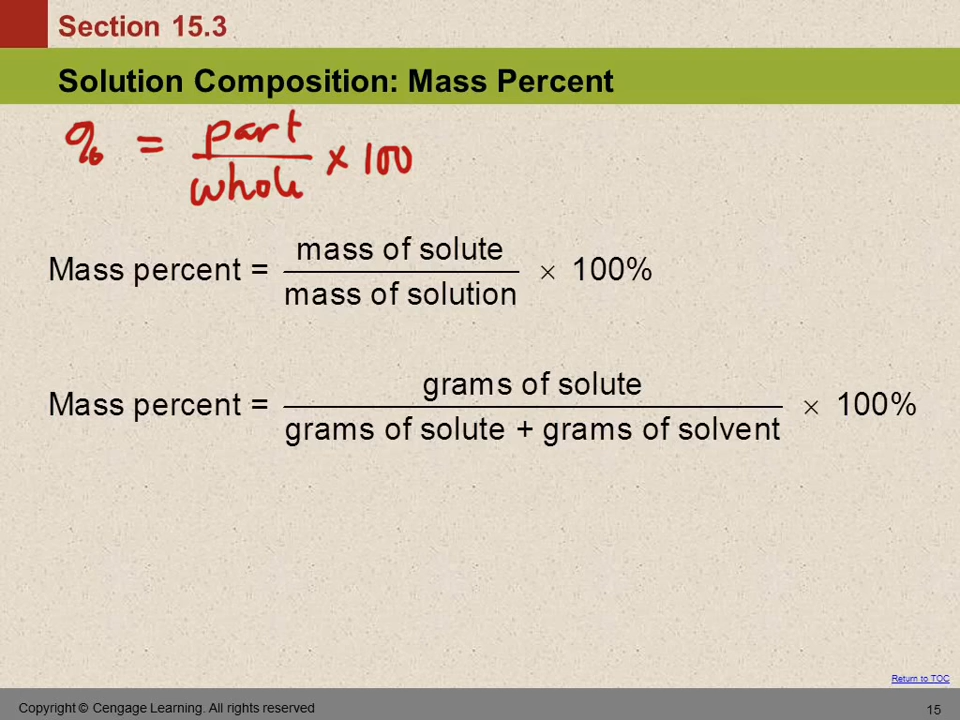 Section 15.3
Solution Composition: Mass Percent
% = part / whole × 100
Mass percent = mass of solute / mass of solution × 100%
Mass percent = grams of solute / grams of solute + grams of solvent × 100%
Return to TOC
Copyright © Cengage Learning. All rights reserved 15